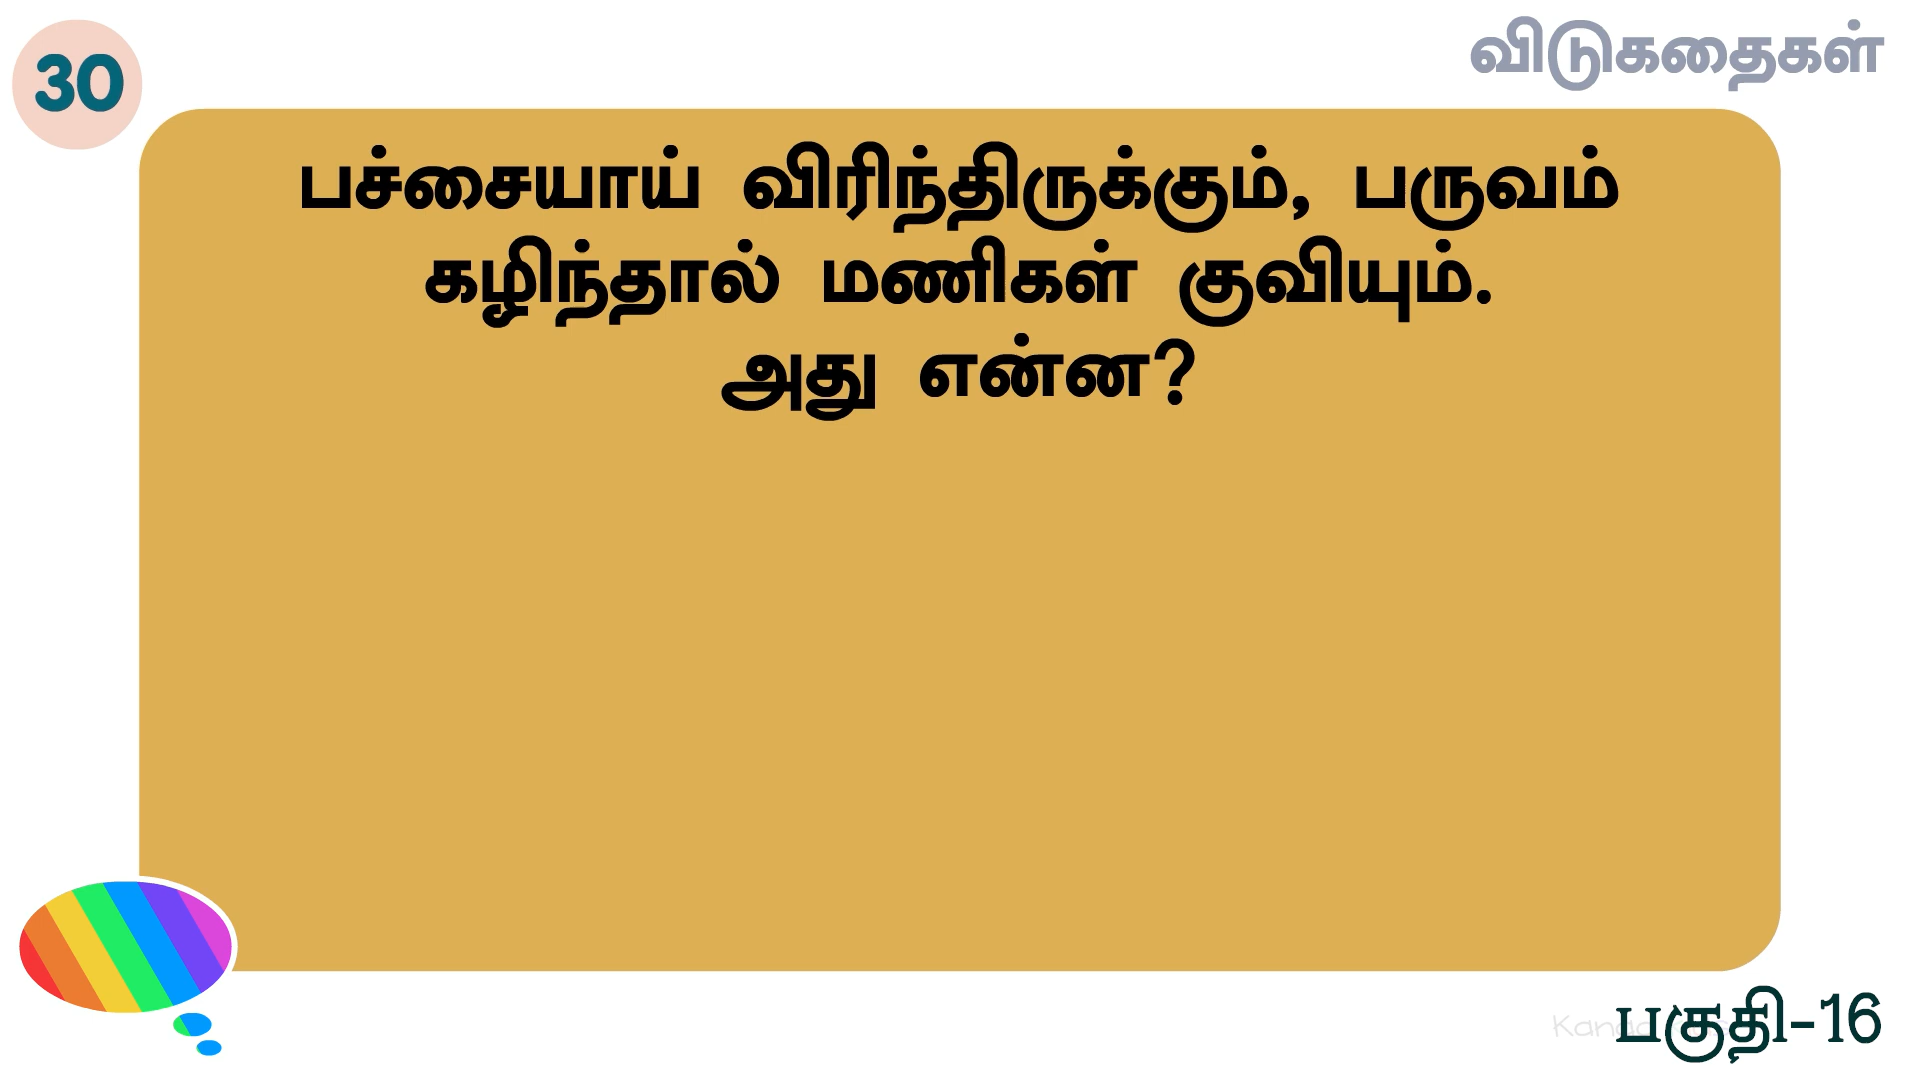 30
விடுகதைகள்
பச்சையாய் விரிந்திருக்கும், பருவம்
கழிந்தால் மணிகள் குவியும்.
அது என்ன?
பகுதி-16